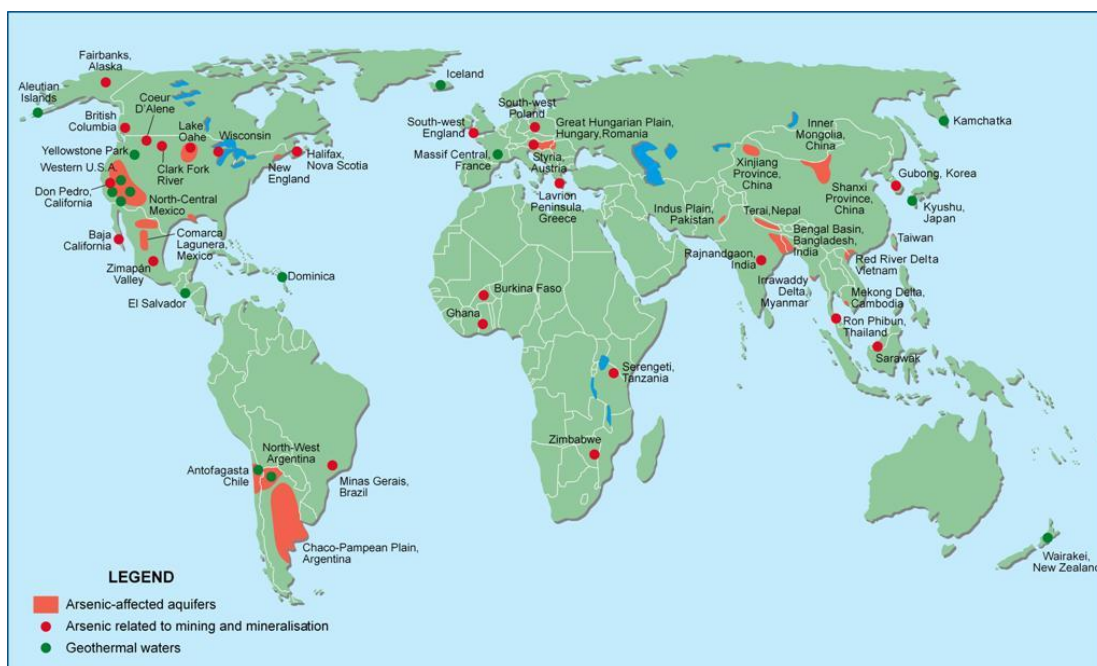 Fairbanks,
Alaska
Aleutian
Islands
British
Columbia
Coeur
D'Alene
Lake
Oahe
Wisconsin
Yellowstone Park
Western U.S.A.
Clark Fork
River
New
England
Halifax,
Nova Scotia
Don Pedro,
California
North-Central
Mexico
Baja
California
Comarca
Lagunera,
Mexico
Zimapán
Valley
El Salvador
Dominica
Iceland
South-west
England
South-west
Poland
Great Hungarian Plain,
Hungary,Romania
Massif Central,
France
Styria,
Austria
Lavrion
Peninsula,
Greece
Inner
Mongolia,
China
Kamchatka
Xinjiang
Province,
China
Gubong, Korea
Shanxi
Province,
China
Kyushu,
Japan
Indus Plain,
Pakistan
Terai,Nepal
Bengal Basin,
Bangladesh,
India
Taiwan
Rajnandgaon,
India
Red River Delta
Vietnam
Irrawaddy
Delta,
Myanmar
Mekong Delta,
Cambodia
Ron Phibun,
Thailand
Sarawak
Burkina Faso
Ghana
Serengeti,
Tanzania
Zimbabwe
North-West
Argentina
Antofagasta
Chile
Minas Gerais,
Brazil
Chaco-Pampean Plain,
Argentina
Wairakei,
New Zealand
LEGEND
Arsenic-affected aquifers
Arsenic related to mining and mineralisation
Geothermal waters